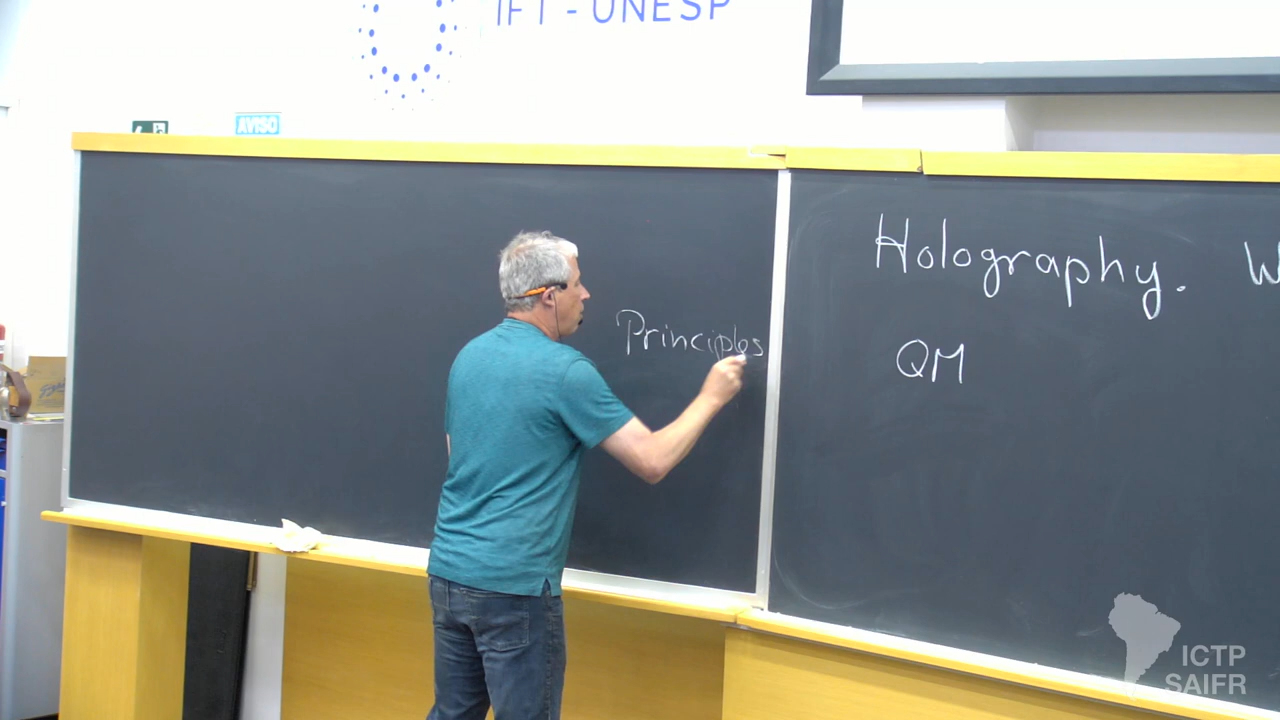 IFT - UNESP
AVISO
Principles
Holography. W
QM
ICTP
SAIFR